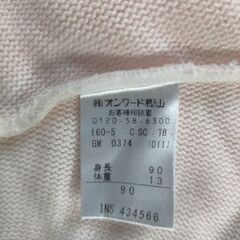 ㈱オンワード樫山
お客様相談室
0120-58-6300
160-5 .C SC .T8.
GM .0374 (011)
身長 90
体重 13
90
INS 434566